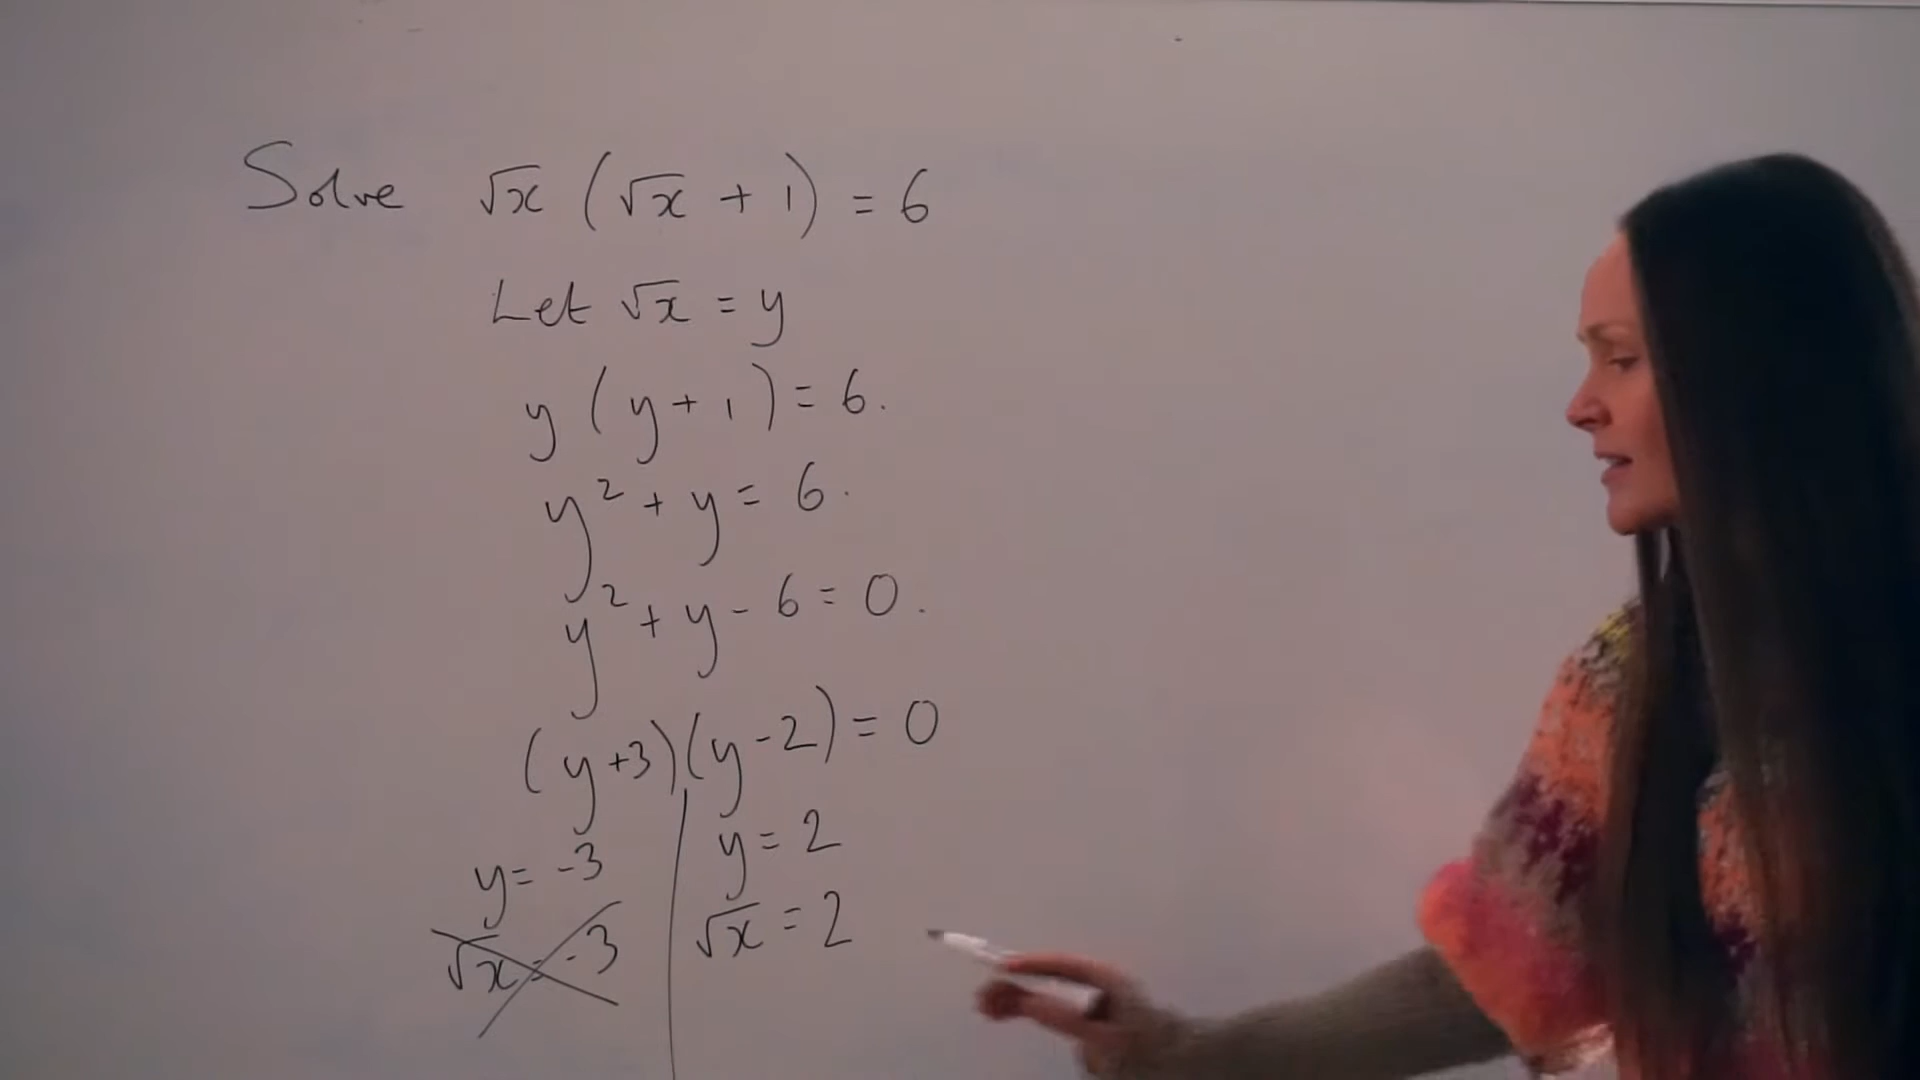 Solve √x (√x + 1) = 6
Let √x = y
y (y + 1) = 6.
y² + y = 6.
y² + y - 6 = 0.
(y+3)(y-2) = 0
y = -3
√x = -3
y = 2
√x = 2